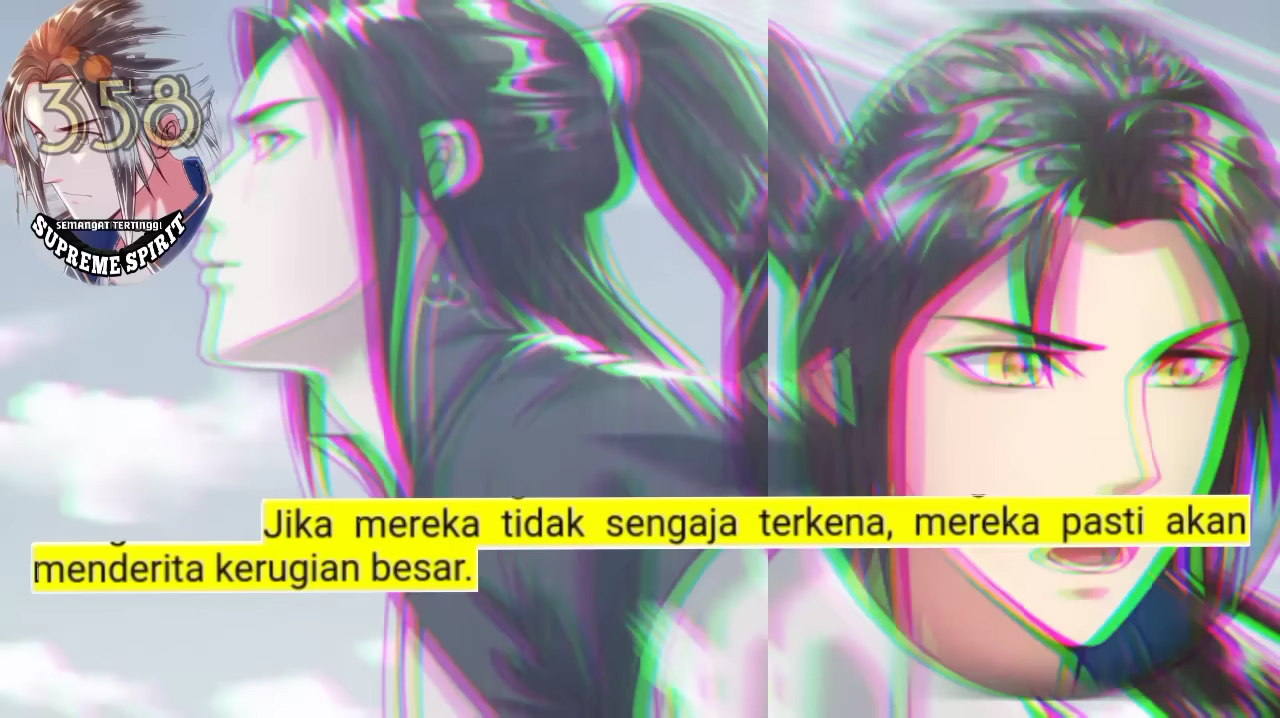 358
SEMANGAT TERTINGGI
SUPREME SPIRIT
Jika mereka tidak sengaja terkena, mereka pasti akan
menderita kerugian besar.